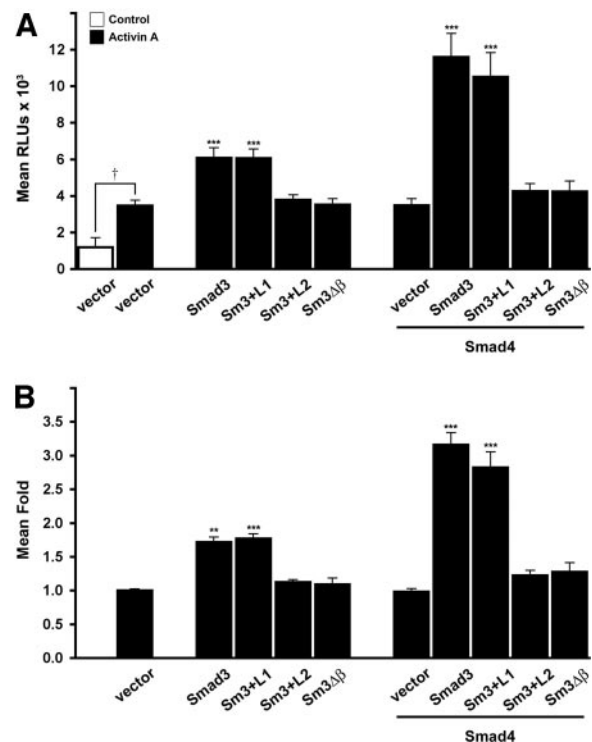 A
Control
Activin A
Mean RLUs x 10³
12
10
8
6
4
2
0
†
***
***
***
***
vector
vector
Smad3
Sm3+L1
Sm3+L2
Sm3Δβ
vector
Smad3
Sm3+L1
Sm3+L2
Sm3Δβ
Smad4
B
Mean Fold
3.5
3.0
2.5
2.0
1.5
1.0
0.5
0.0
**
***
***
***
vector
Smad3
Sm3+L1
Sm3+L2
Sm3Δβ
vector
Smad3
Sm3+L1
Sm3+L2
Sm3Δβ
Smad4